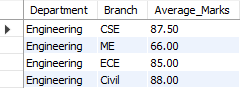 Department Branch Average_Marks
Engineering CSE 87.50
Engineering ME 66.00
Engineering ECE 85.00
Engineering Civil 88.00